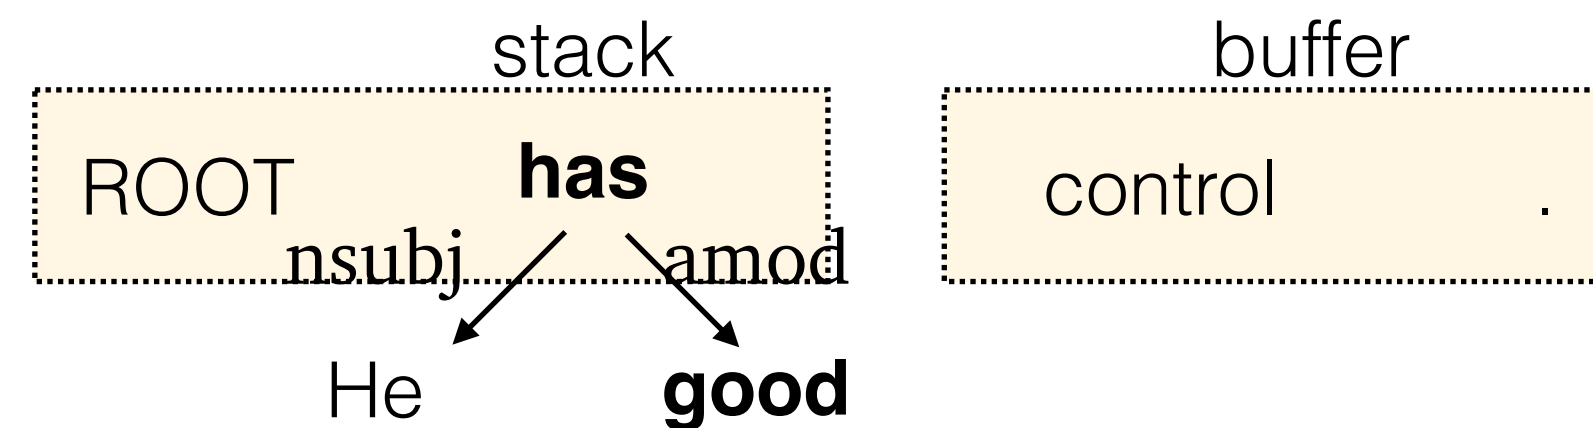 stack buffer
ROOT has control .
nsubj amod
He good